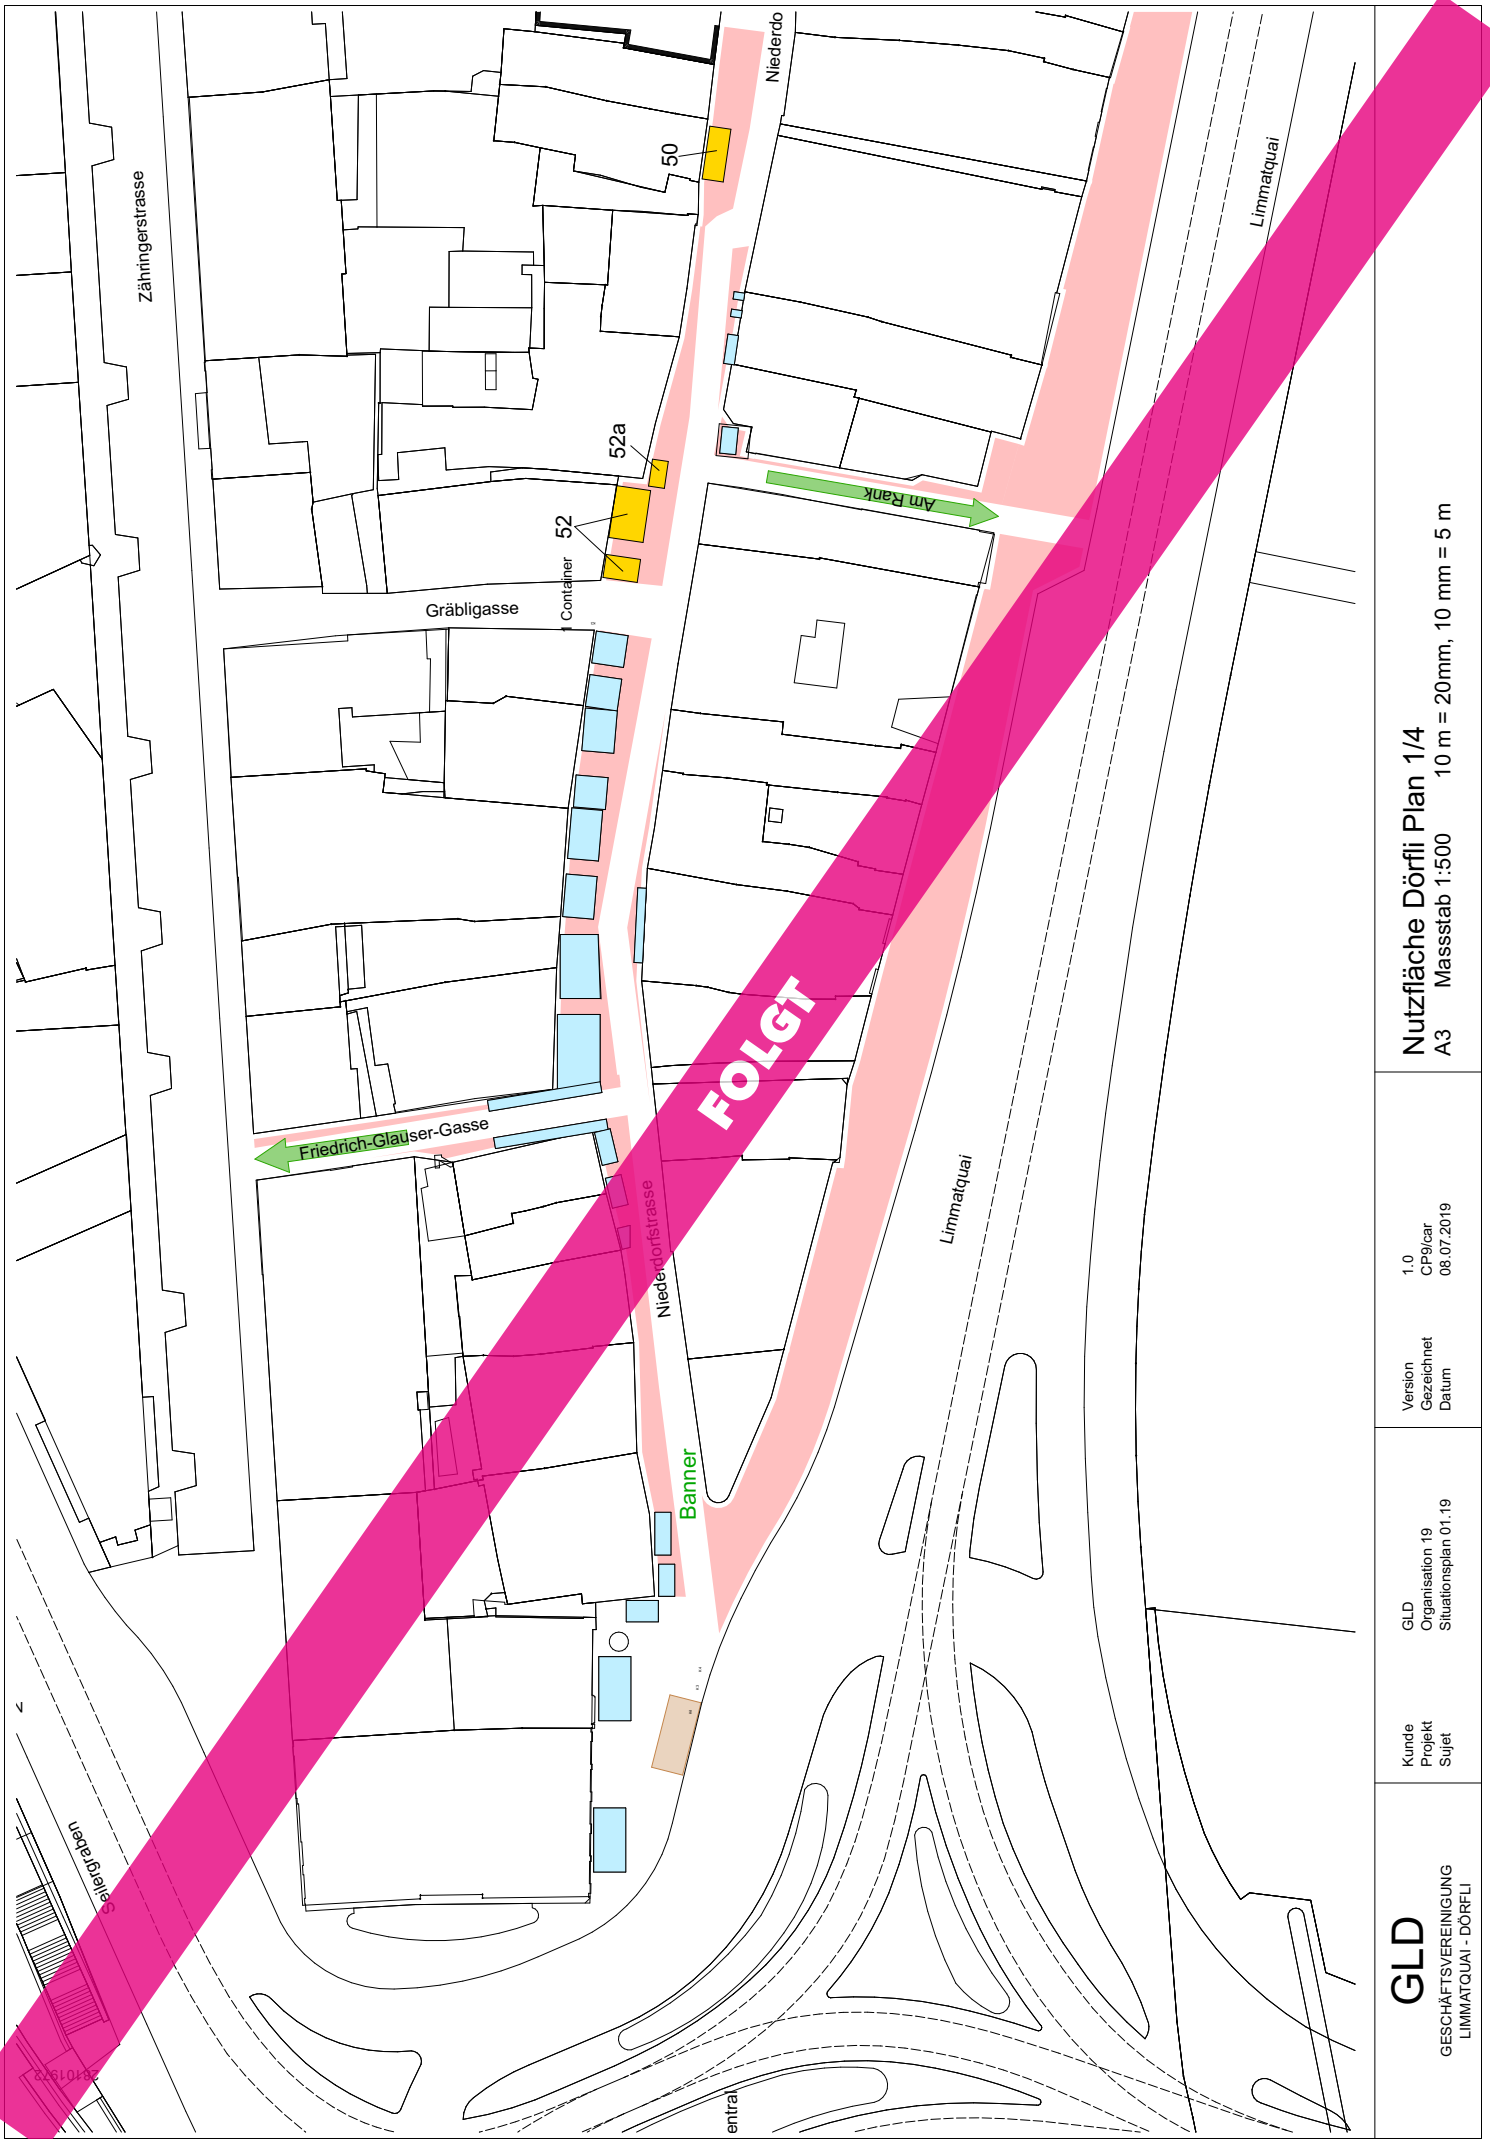 Zähringerstrasse
Niederdo
50
Limmatquai
52a
52
1 Container
Gräbligasse
Am Rank
Friedrich-Glauser-Gasse
FOLGT
Niederdorfstrasse
Limmatquai
Banner
Seilergraben
28101972
entral
GLD
GESCHÄFTSVEREINIGUNG
LIMMATQUAI - DÖRFLI
Kunde GLD
Projekt Organisation 19
Sujet Situationsplan 01.19
Version 1.0
Gezeichnet CP9/car
Datum 08.07.2019
Nutzfläche Dörfli Plan 1/4
A3 Massstab 1:500 10 m = 20mm, 10 mm = 5 m